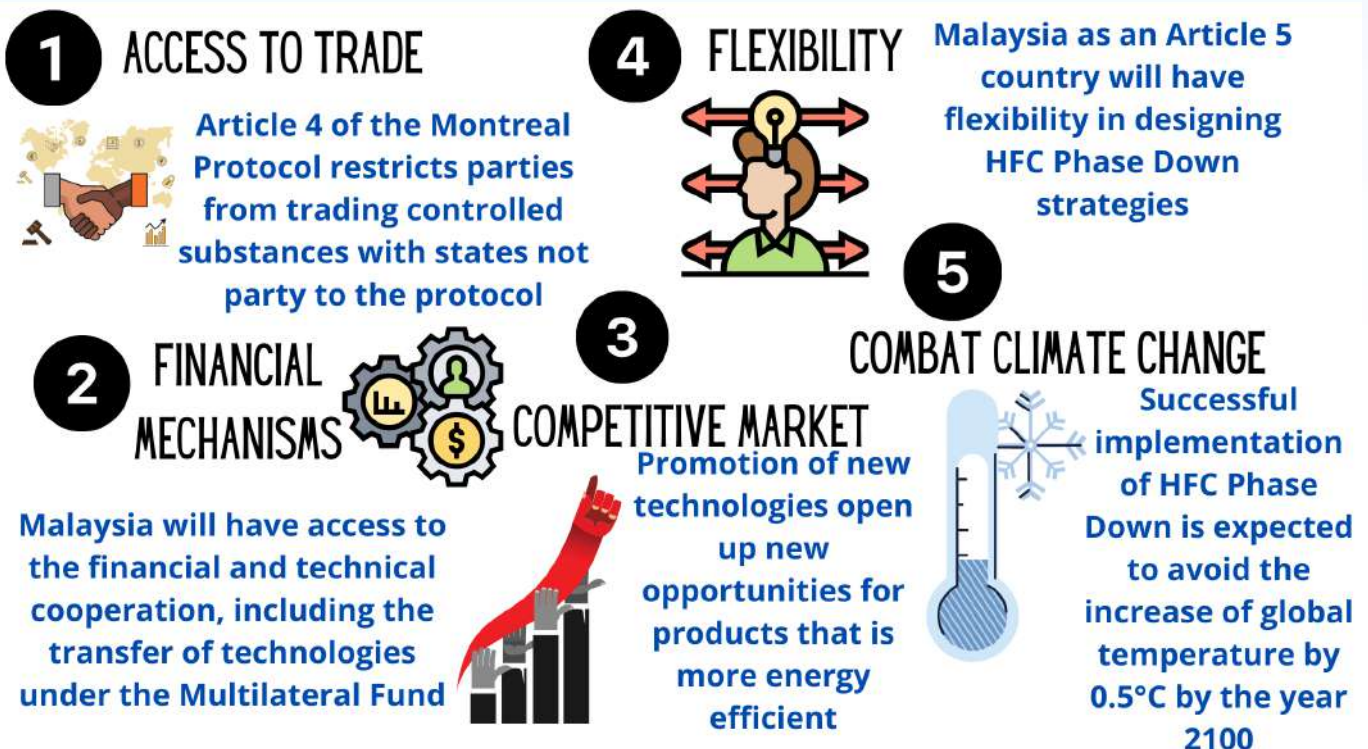 1
ACCESS TO TRADE
Article 4 of the Montreal
Protocol restricts parties
from trading controlled
substances with states not
party to the protocol
2
FINANCIAL
MECHANISMS
Malaysia will have access to
the financial and technical
cooperation, including the
transfer of technologies
under the Multilateral Fund
3
COMPETITIVE MARKET
Promotion of new
technologies open
up new
opportunities for
products that is
more energy
efficient
4
FLEXIBILITY
Malaysia as an Article 5
country will have
flexibility in designing
HFC Phase Down
strategies
5
COMBAT CLIMATE CHANGE
Successful
implementation
of HFC Phase
Down is expected
to avoid the
increase of global
temperature by
0.5°C by the year
2100